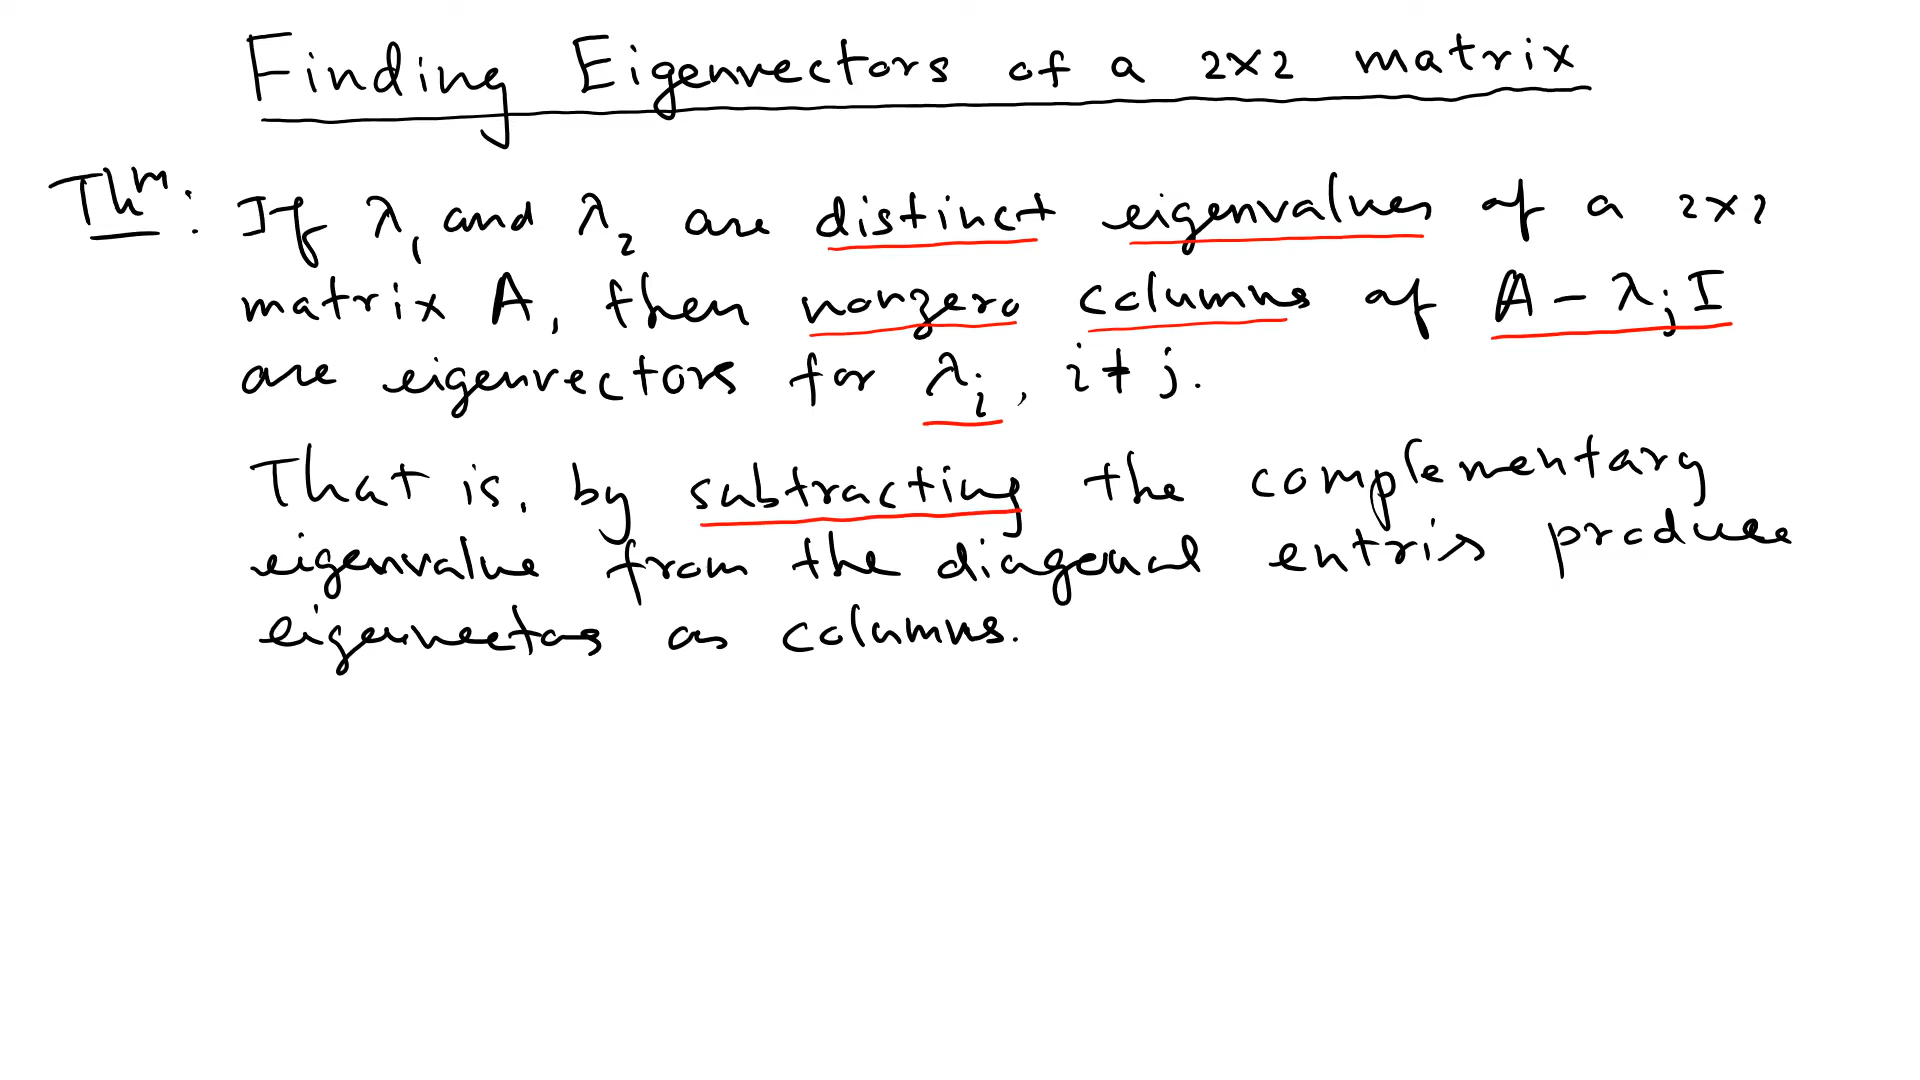 Finding Eigenvectors of a 2x2 matrix
Thm: If λ₁ and λ₂ are distinct eigenvalues of a 2x2
matrix A, then nonzero columns of A − λⱼI
are eigenvectors for λᵢ, i ≠ j.
That is, by subtracting the complementary
eigenvalue from the diagonal entries produce
eigenvectors as columns.